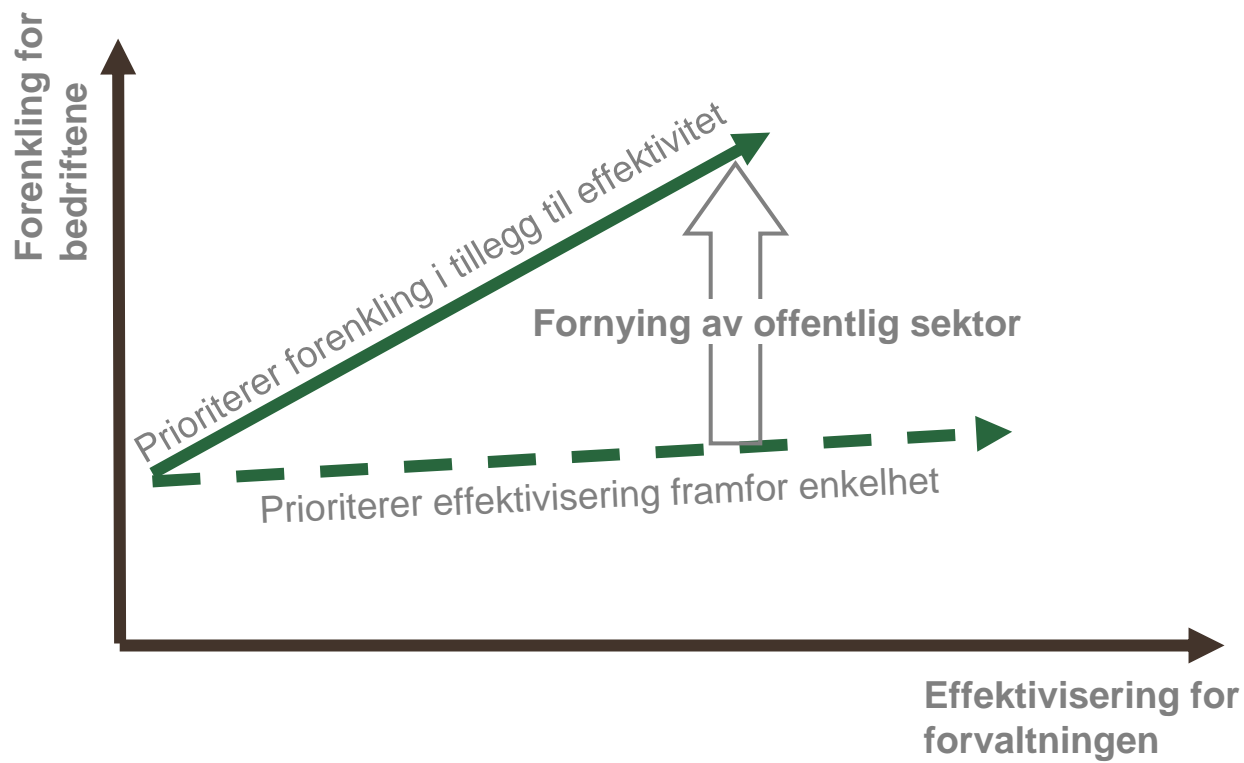 Forenkling for
bedriftene
Prioriterer forenkling i tillegg til effektivitet
Fornying av offentlig sektor
Prioriterer effektivisering framfor enkelhet
Effektivisering for
forvaltningen